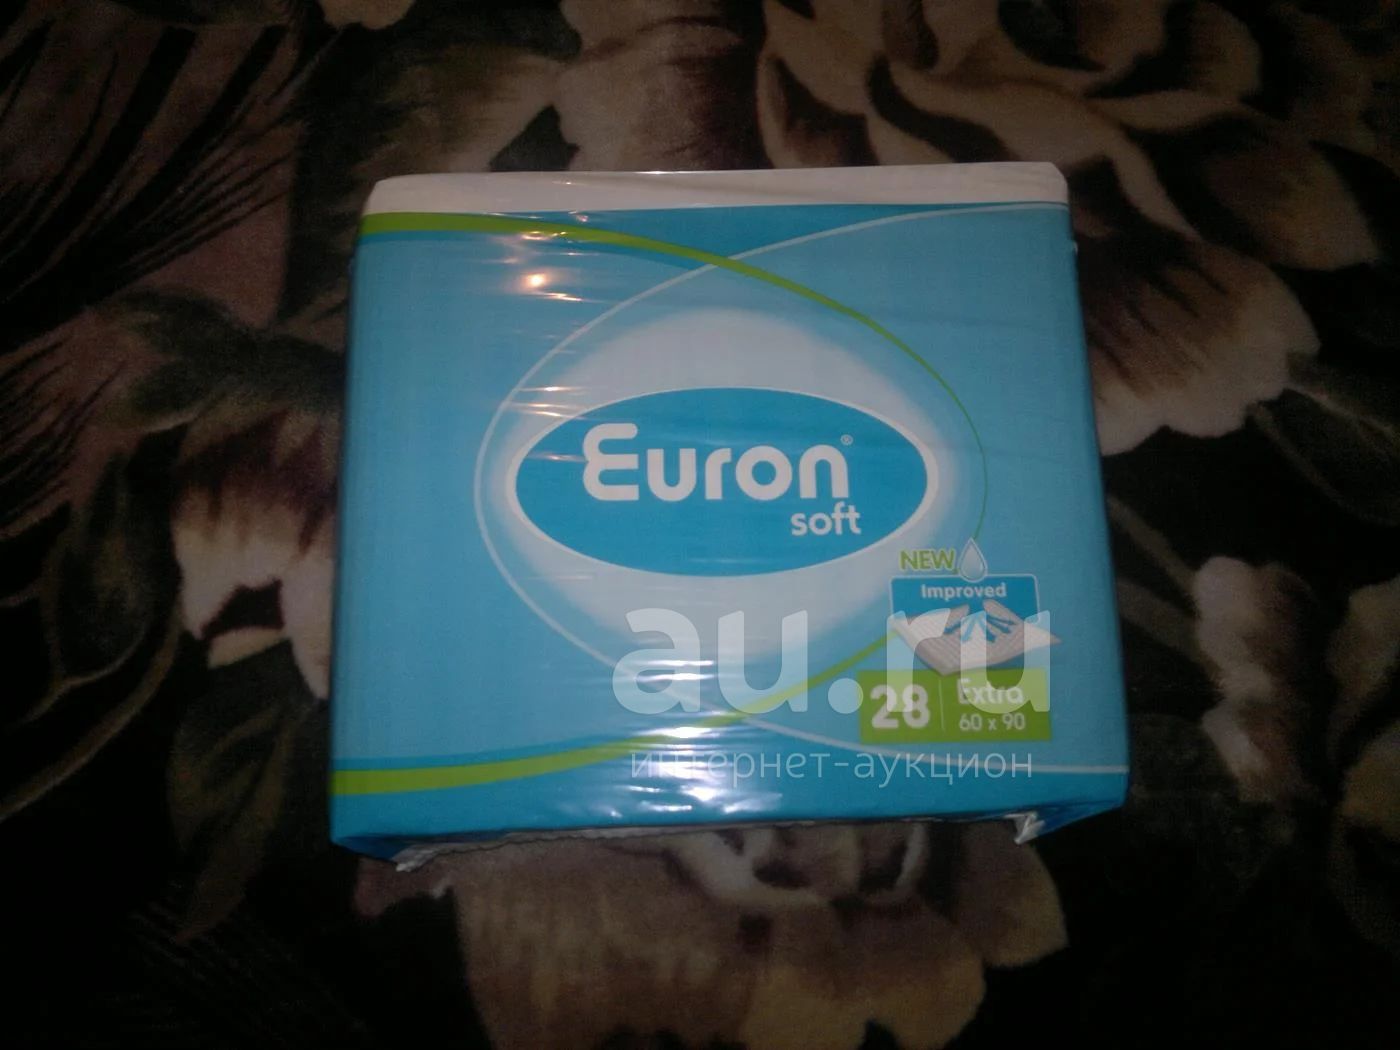 Euron®
soft
NEW
Improved
28 Extra
60 x 90
au.ru
интернет-аукцион